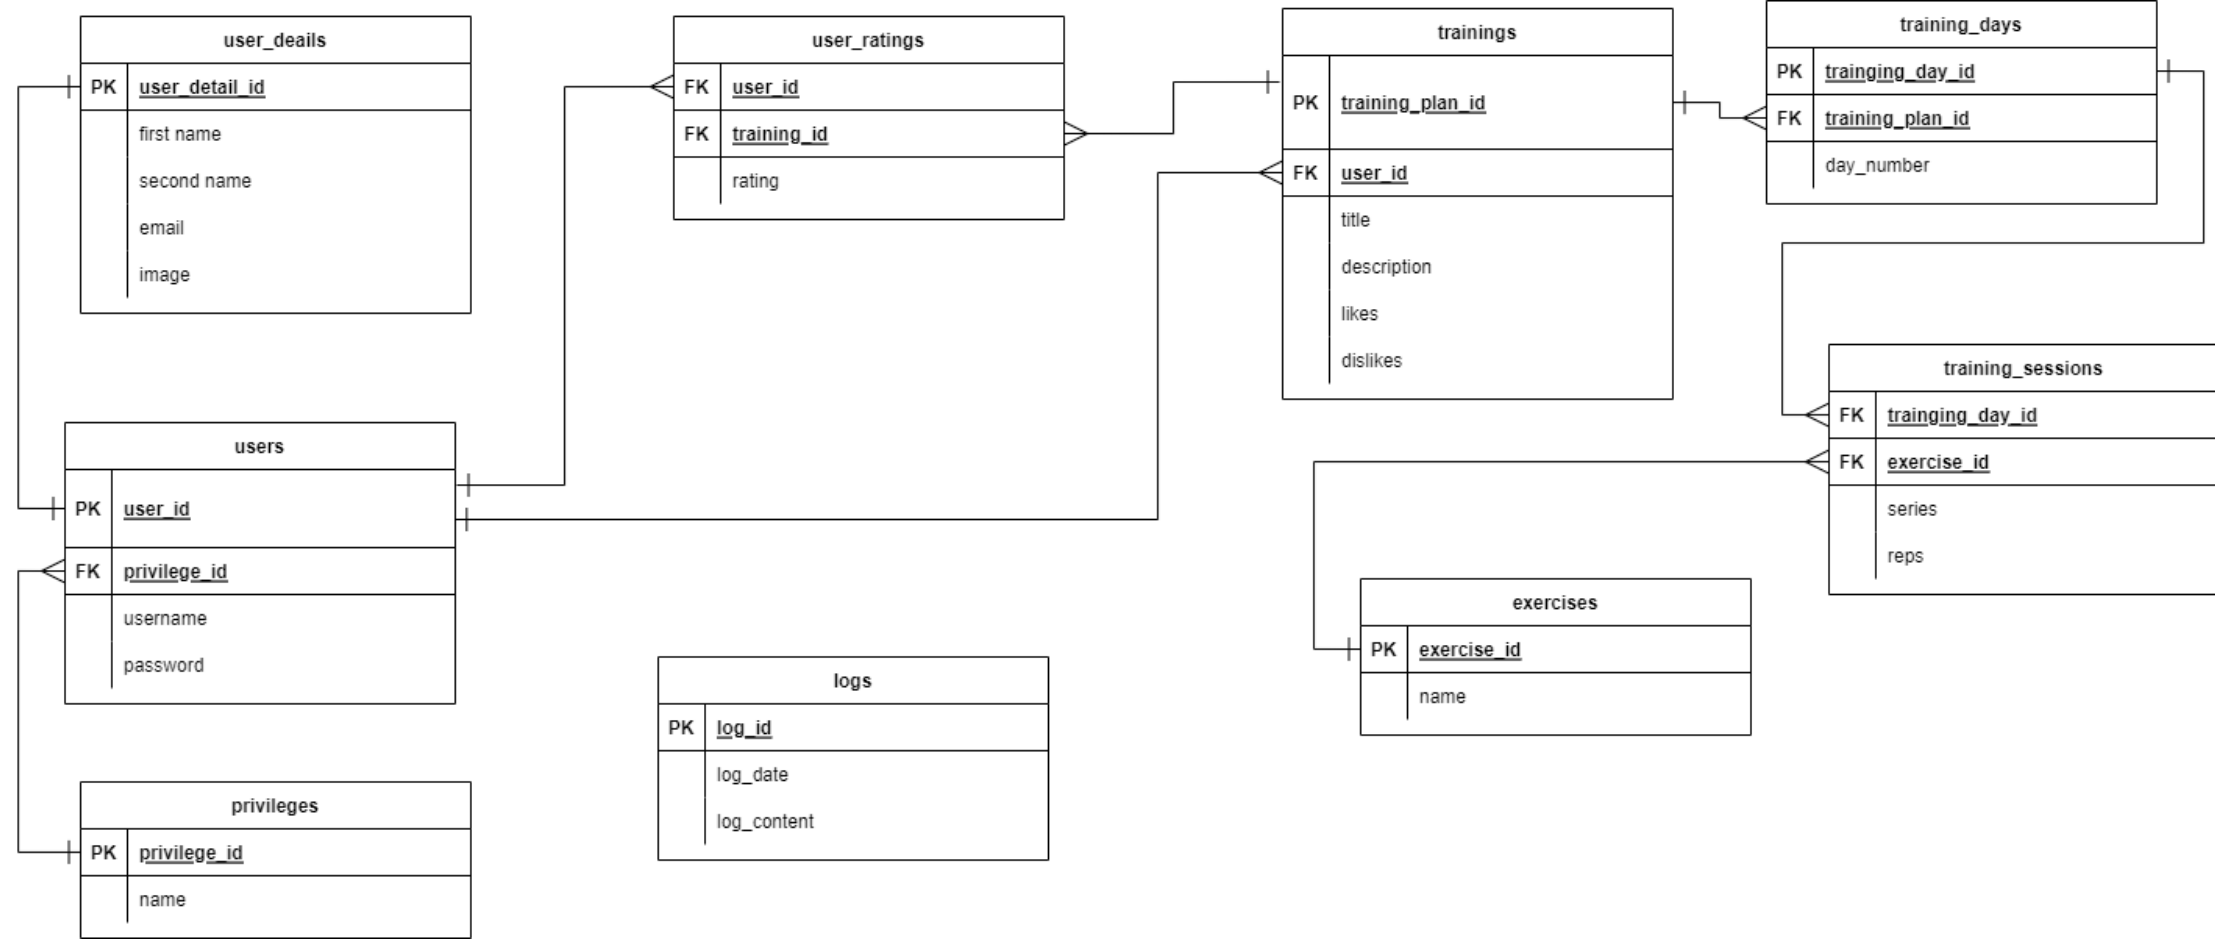 user_deails
PK user_detail_id
first name
second name
email
image
user_ratings
FK user_id
FK training_id
rating
trainings
PK training_plan_id
FK user_id
title
description
likes
dislikes
training_days
PK trainging_day_id
FK training_plan_id
day_number
training_sessions
FK trainging_day_id
FK exercise_id
series
reps
users
PK user_id
FK privilege_id
username
password
exercises
PK exercise_id
name
logs
PK log_id
log_date
log_content
privileges
PK privilege_id
name